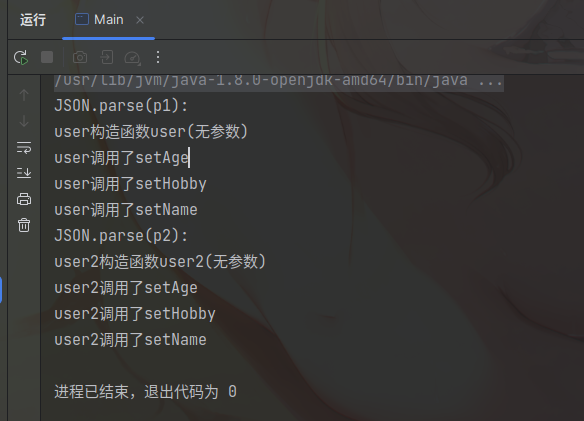 运行
Main
/usr/lib/jvm/java-1.8.0-openjdk-amd64/bin/java ...
JSON.parse(p1):
user构造函数user(无参数)
user调用了setAge
user调用了setHobby
user调用了setName
JSON.parse(p2):
user2构造函数user2(无参数)
user2调用了setAge
user2调用了setHobby
user2调用了setName
进程已结束，退出代码为 0